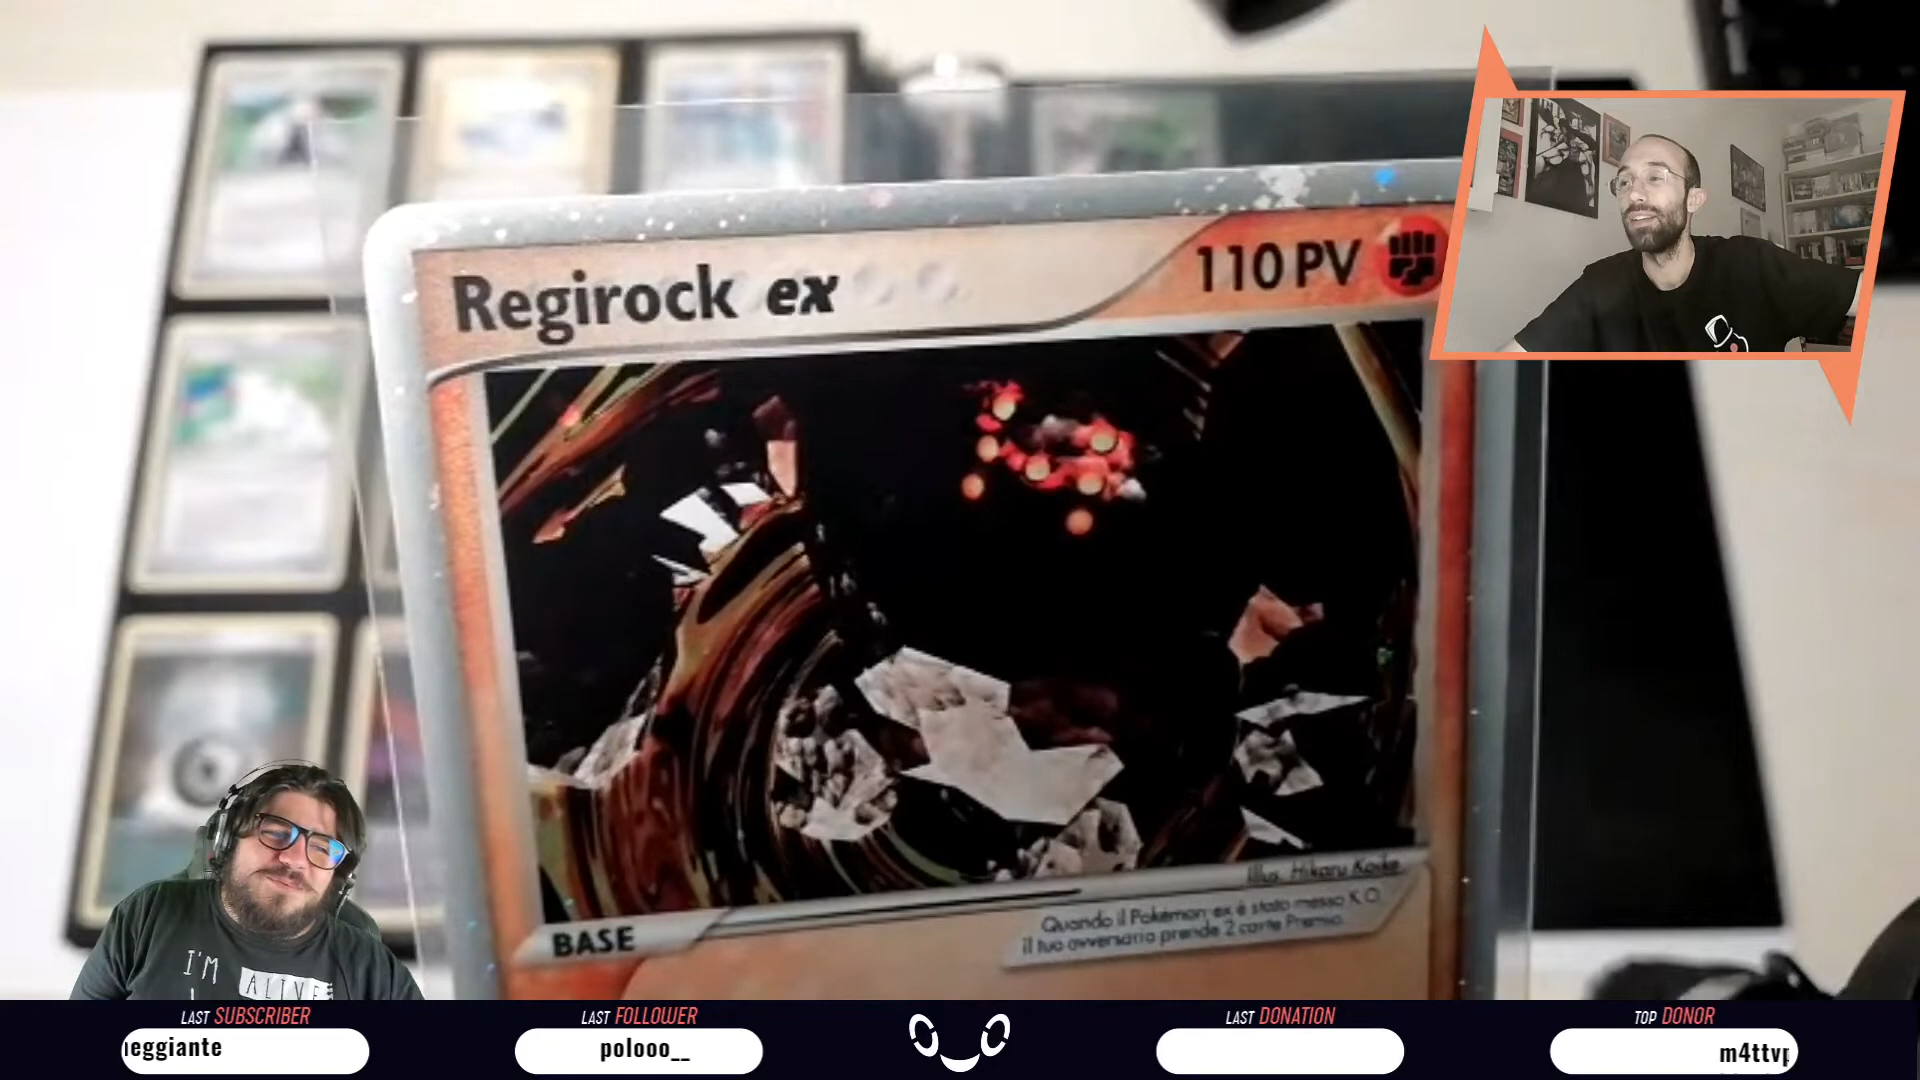 Regirock ex
110 PV
Illus. Hikaru Koike
BASE
Quando il Pokémon ex è stato messo K.O.
il tuo avversario prende 2 carte Premio.
I'M
ALIVE
LAST SUBSCRIBER
LAST FOLLOWER
LAST DONATION
TOP DONOR
neggiante
polooo__
m4ttvp